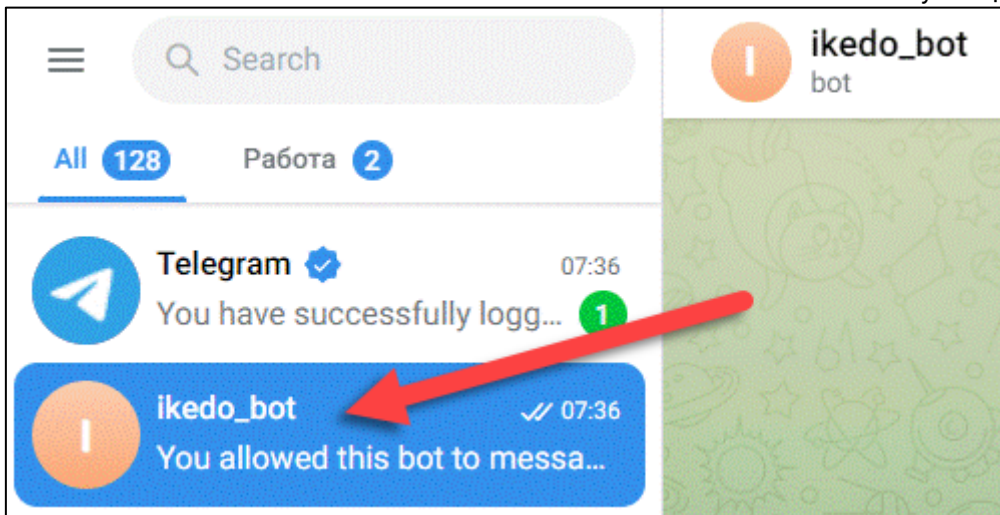 Search
ikedo_bot
bot
All 128
Работа 2
Telegram
07:36
You have successfully logg...
1
I
ikedo_bot
07:36
You allowed this bot to messa...
I